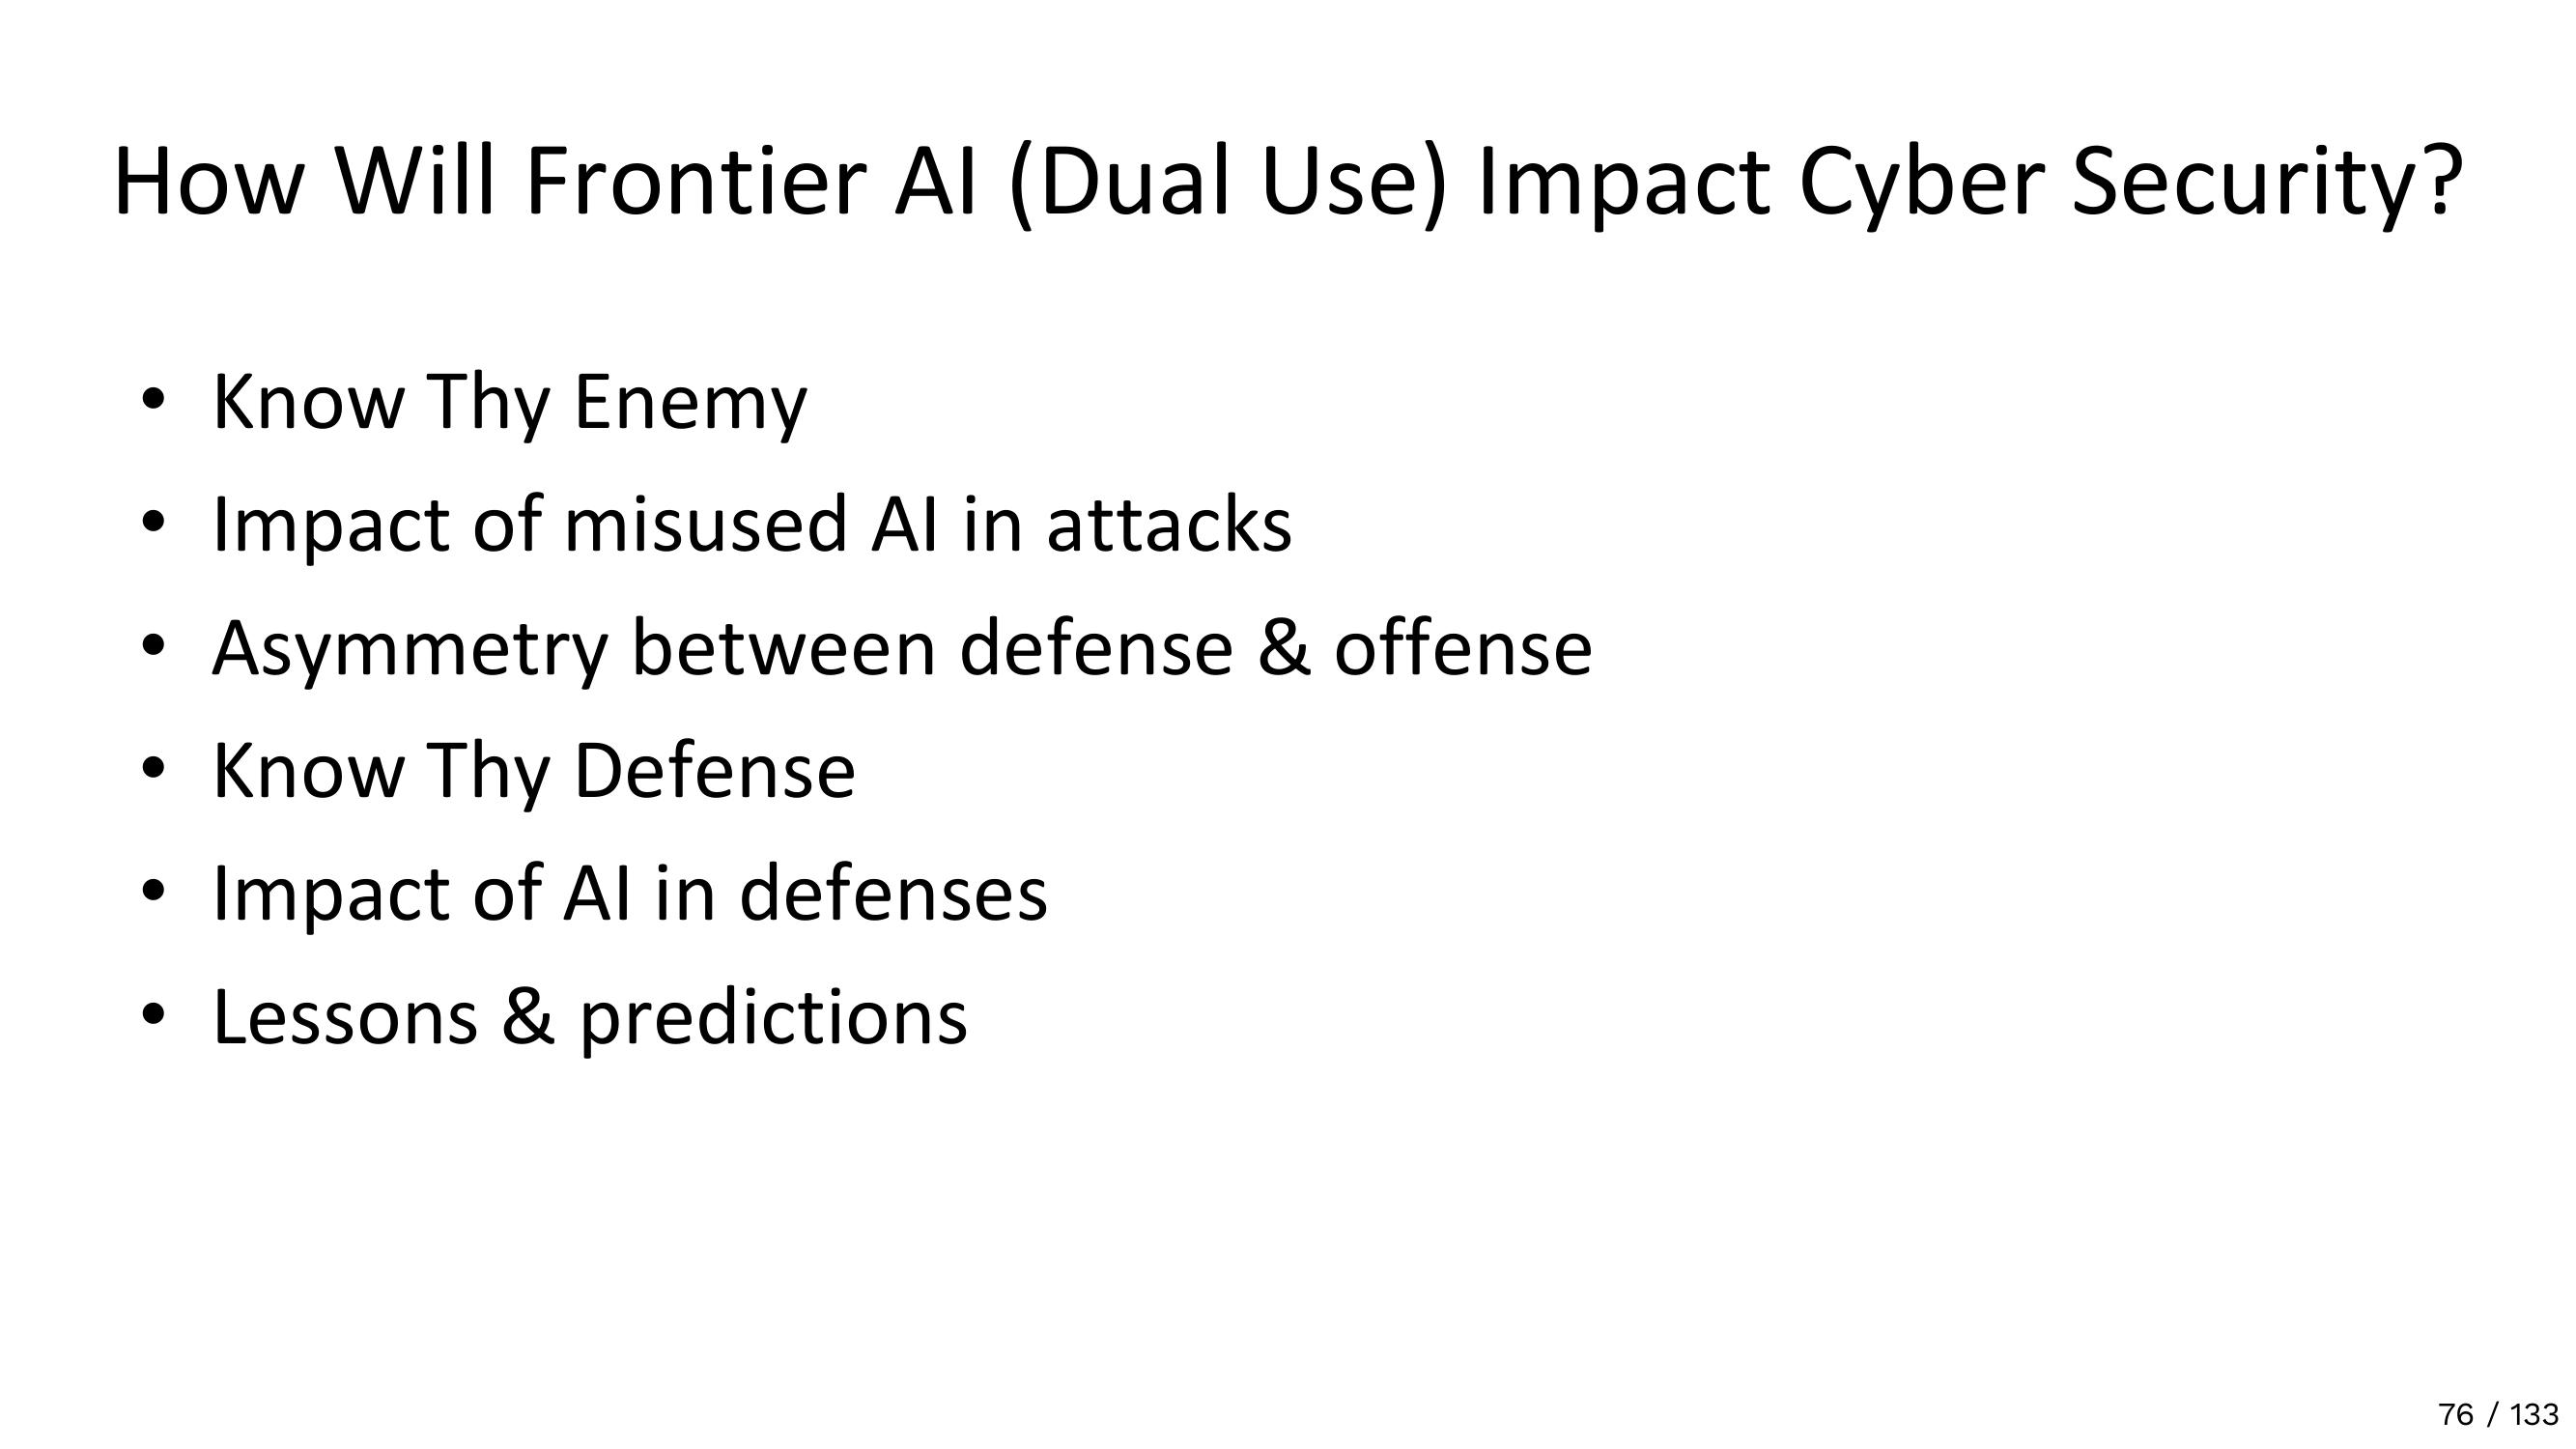 How Will Frontier AI (Dual Use) Impact Cyber Security?
• Know Thy Enemy
• Impact of misused AI in attacks
• Asymmetry between defense & offense
• Know Thy Defense
• Impact of AI in defenses
• Lessons & predictions
76 / 133